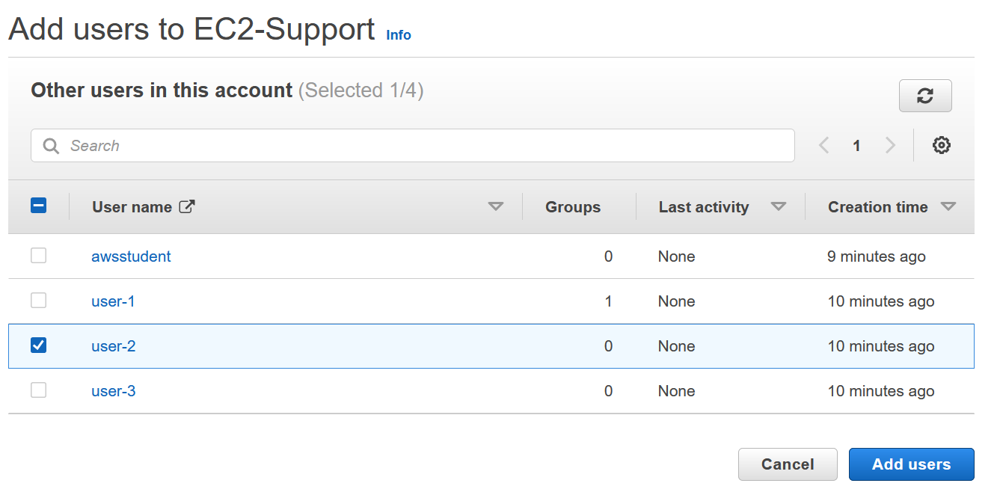 Add users to EC2-Support Info
Other users in this account (Selected 1/4)
Search
1
User name Groups Last activity Creation time
awsstudent 0 None 9 minutes ago
user-1 1 None 10 minutes ago
user-2 0 None 10 minutes ago
user-3 0 None 10 minutes ago
Cancel Add users